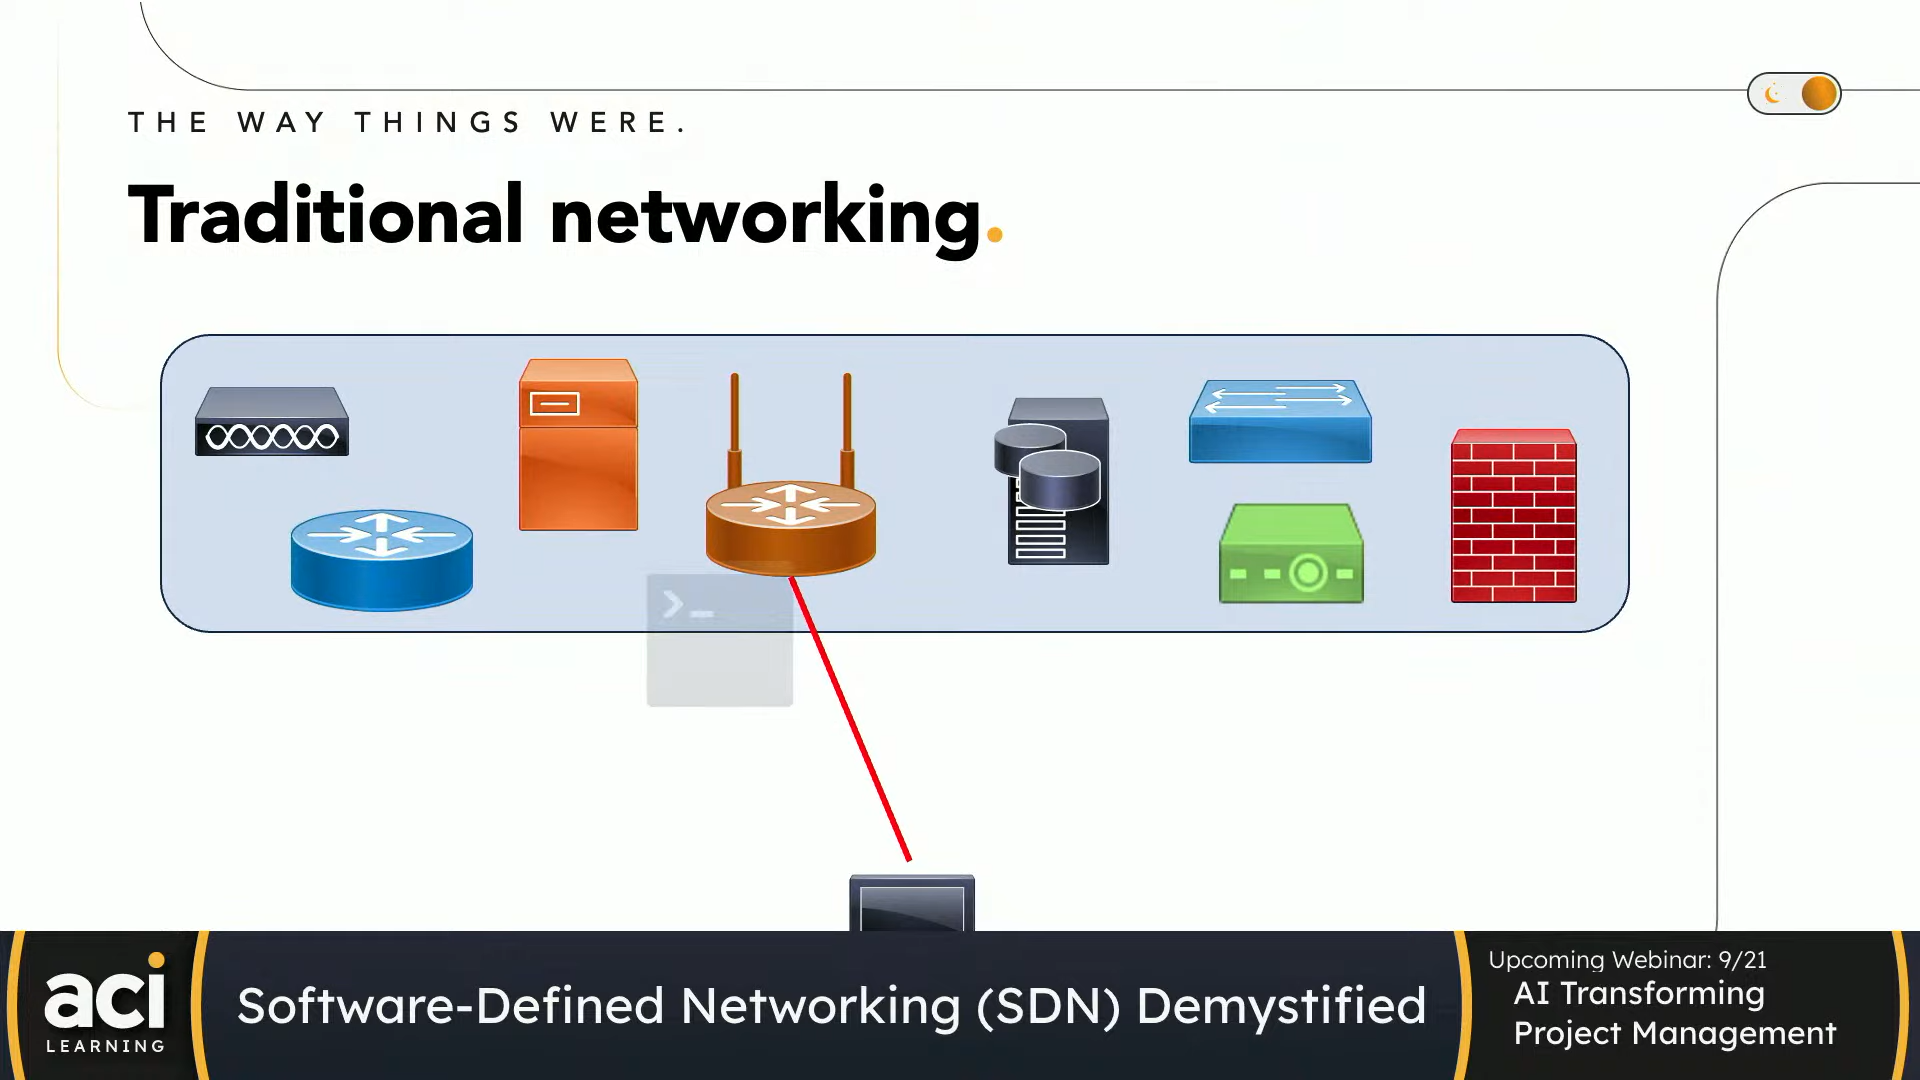 THE WAY THINGS WERE.
Traditional networking.
>_
aci
LEARNING
Software-Defined Networking (SDN) Demystified
Upcoming Webinar: 9/21
AI Transforming
Project Management